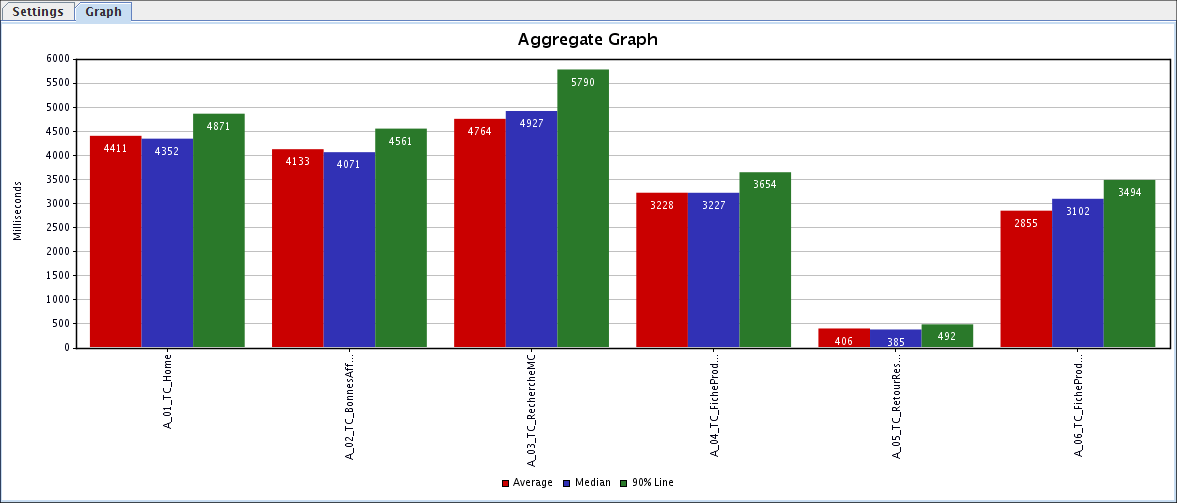 Settings Graph
Aggregate Graph
Milliseconds
6000
5500
5000
4500
4000
3500
3000
2500
2000
1500
1000
500
0
4411 4352 4871
4133 4071 4561
4764 4927 5790
3228 3227 3654
406 385 492
2855 3102 3494
A_01_TC_Home
A_02_TC_BonnesAff...
A_03_TC_RechercheMC
A_04_TC_FicheProd...
A_05_TC_RetourRes...
A_06_TC_FicheProd...
Average Median 90% Line